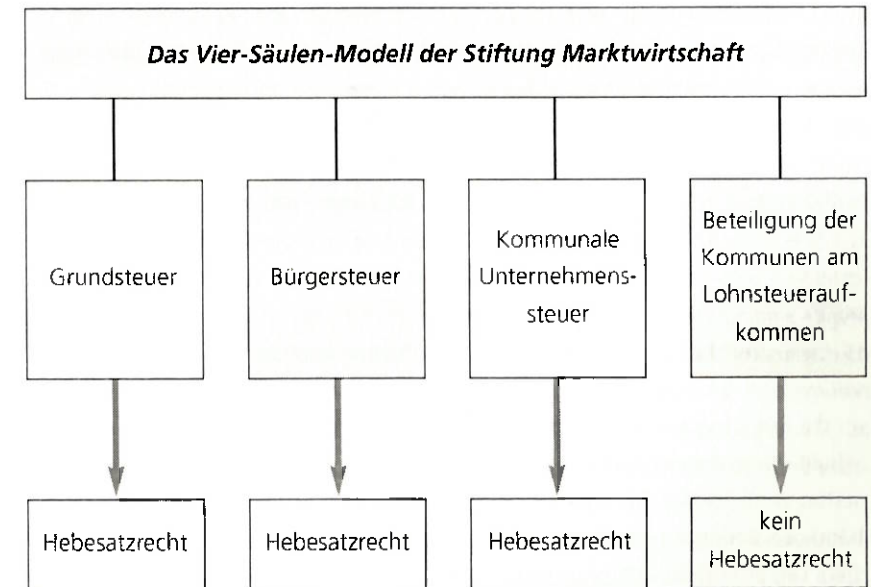 Das Vier-Säulen-Modell der Stiftung Marktwirtschaft
Grundsteuer
Bürgersteuer
Kommunale
Unternehmens-
steuer
Beteiligung der
Kommunen am
Lohnsteuerauf-
kommen
Hebesatzrecht
Hebesatzrecht
Hebesatzrecht
kein
Hebesatzrecht